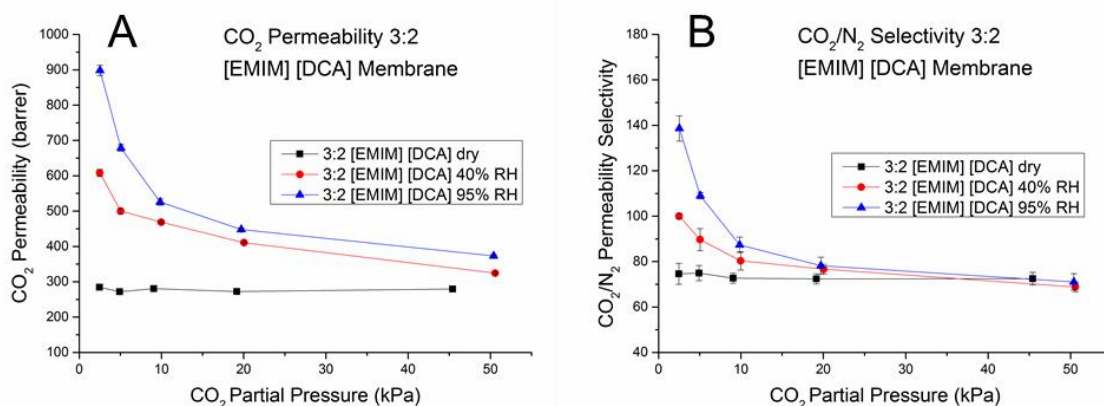 A
CO₂ Permeability 3:2
[EMIM] [DCA] Membrane
1000
900
800
700
600
500
400
300
200
100
CO₂ Permeability (barrer)
3:2 [EMIM] [DCA] dry
3:2 [EMIM] [DCA] 40% RH
3:2 [EMIM] [DCA] 95% RH
0 10 20 30 40 50
CO₂ Partial Pressure (kPa)
B
CO₂/N₂ Selectivity 3:2
[EMIM] [DCA] Membrane
180
160
140
120
100
80
60
40
CO₂/N₂ Permeability Selectivity
3:2 [EMIM] [DCA] dry
3:2 [EMIM] [DCA] 40% RH
3:2 [EMIM] [DCA] 95% RH
0 10 20 30 40 50
CO₂ Partial Pressure (kPa)